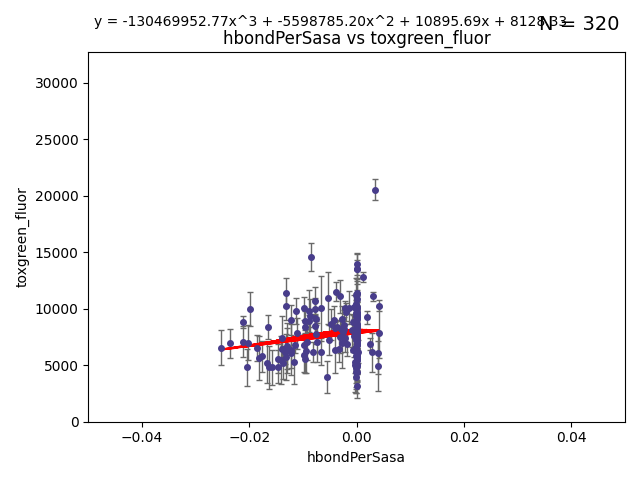 y = -130469952.77x^3 + -5598785.20x^2 + 10895.69x + 8128.33
N = 320
hbondPerSasa vs toxgreen_fluor
30000
25000
20000
15000
10000
5000
0
toxgreen_fluor
−0.04
−0.02
0.00
0.02
0.04
hbondPerSasa